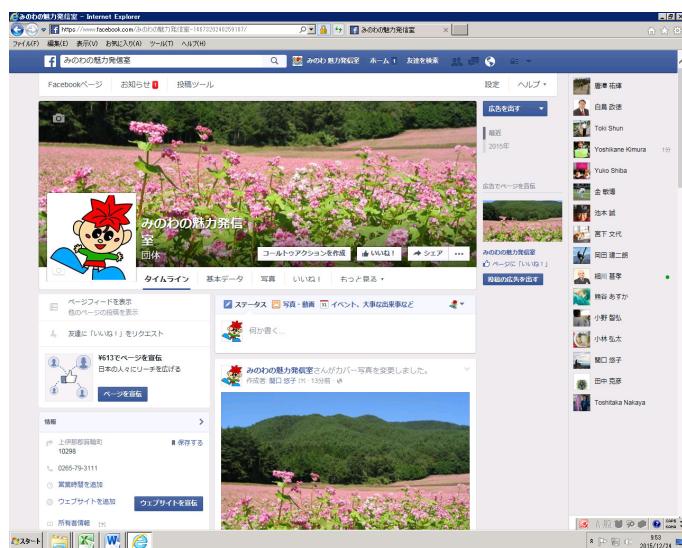 みのわの魅力発信室 - Internet Explorer
https://www.facebook.com/みのわの魅力発信室-1687320248259187/
みのわの魅力発信室
ファイル(F) 編集(E) 表示(V) お気に入り(A) ツール(T) ヘルプ(H)
みのわの魅力発信室
みのわ 魅力発信室 ホーム 1 友達を検索
Facebookページ お知らせ 1 投稿ツール 設定 ヘルプ
広告を出す
最近
2015年
みのわの魅力発信室
団体
コールトゥアクションを作成 いいね! シェア
タイムライン 基本データ 写真 いいね! もっと見る
広告でページを宣伝
みのわの魅力発信室
ページに「いいね!」
投稿の広告を出す
ページフィードを表示
他のページの投稿を表示
友達に「いいね!」をリクエスト
¥613でページを宣伝
日本の人々にリーチを広げる
ページを宣伝
情報
上伊那郡箕輪町
10298
保存する
0265-79-3111
営業時間を追加
ウェブサイトを追加 ウェブサイトを宣伝
所有者情報 [?]
ステータス 写真・動画 イベント、大事な出来事など
何か書く...
みのわの魅力発信室さんがカバー写真を変更しました。
作成者: 関口 悠子 [?]・13分前
唐澤 祐輝
白鳥 政徳
Toki Shun
Yoshikane Kimura 1分
Yuko Shiba
金 敏珊
池本 誠
宮下 文代
岡田 建二朗
細川 基孝
熊谷 あすか
小野 智弘
小林 弘太
関口 悠子
田中 克彦
Toshitaka Nakaya
スタート
CAPS
KANA
9:53
2015/12/24